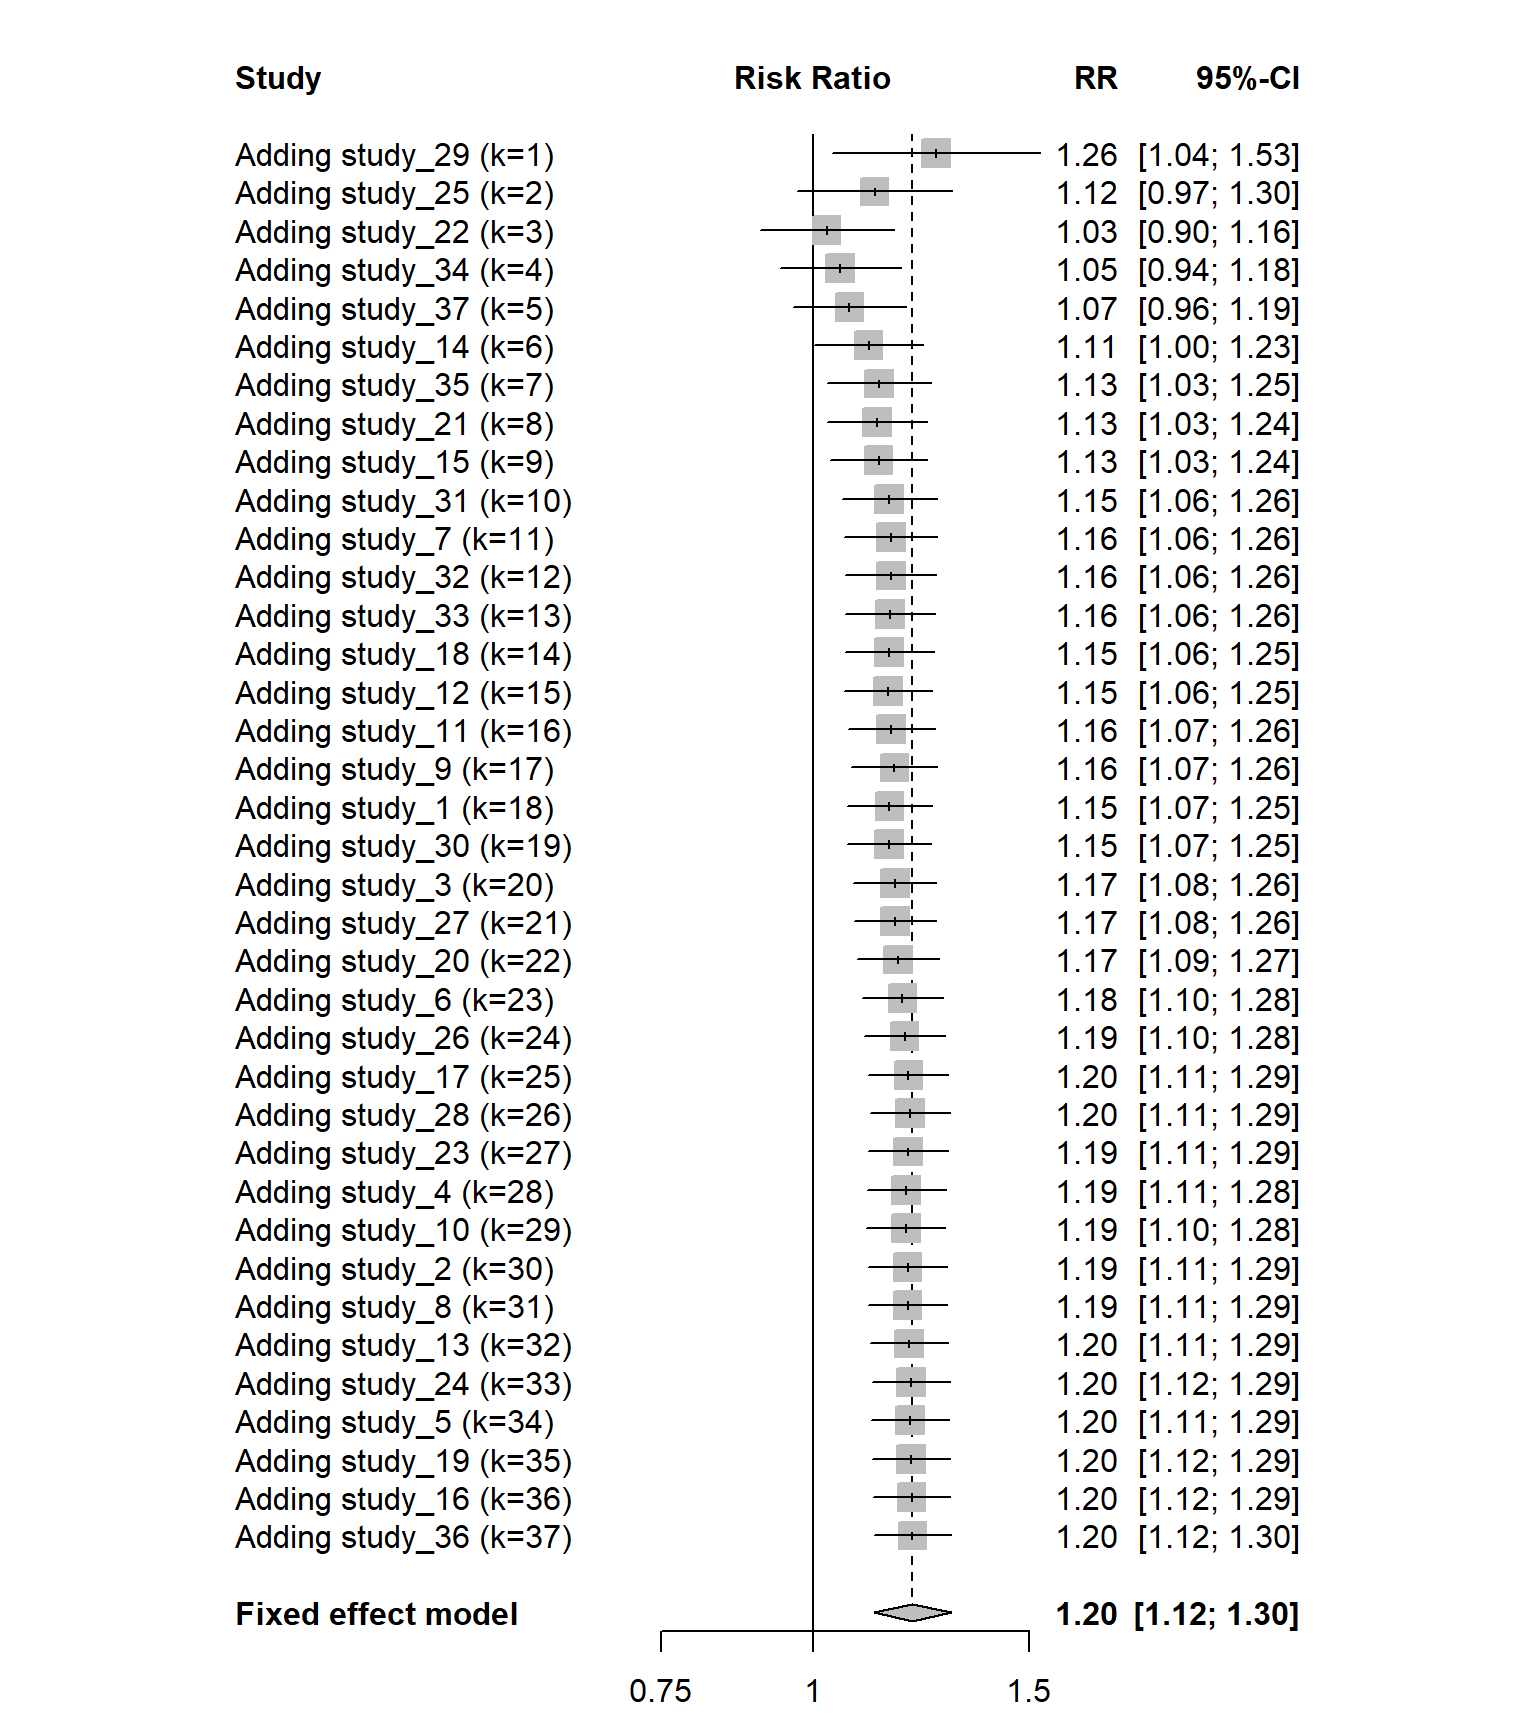 Study Risk Ratio RR 95%-CI
Adding study_29 (k=1) 1.26 [1.04; 1.53]
Adding study_25 (k=2) 1.12 [0.97; 1.30]
Adding study_22 (k=3) 1.03 [0.90; 1.16]
Adding study_34 (k=4) 1.05 [0.94; 1.18]
Adding study_37 (k=5) 1.07 [0.96; 1.19]
Adding study_14 (k=6) 1.11 [1.00; 1.23]
Adding study_35 (k=7) 1.13 [1.03; 1.25]
Adding study_21 (k=8) 1.13 [1.03; 1.24]
Adding study_15 (k=9) 1.13 [1.03; 1.24]
Adding study_31 (k=10) 1.15 [1.06; 1.26]
Adding study_7 (k=11) 1.16 [1.06; 1.26]
Adding study_32 (k=12) 1.16 [1.06; 1.26]
Adding study_33 (k=13) 1.16 [1.06; 1.26]
Adding study_18 (k=14) 1.15 [1.06; 1.25]
Adding study_12 (k=15) 1.15 [1.06; 1.25]
Adding study_11 (k=16) 1.16 [1.07; 1.26]
Adding study_9 (k=17) 1.16 [1.07; 1.26]
Adding study_1 (k=18) 1.15 [1.07; 1.25]
Adding study_30 (k=19) 1.15 [1.07; 1.25]
Adding study_3 (k=20) 1.17 [1.08; 1.26]
Adding study_27 (k=21) 1.17 [1.08; 1.26]
Adding study_20 (k=22) 1.17 [1.09; 1.27]
Adding study_6 (k=23) 1.18 [1.10; 1.28]
Adding study_26 (k=24) 1.19 [1.10; 1.28]
Adding study_17 (k=25) 1.20 [1.11; 1.29]
Adding study_28 (k=26) 1.20 [1.11; 1.29]
Adding study_23 (k=27) 1.19 [1.11; 1.29]
Adding study_4 (k=28) 1.19 [1.11; 1.28]
Adding study_10 (k=29) 1.19 [1.10; 1.28]
Adding study_2 (k=30) 1.19 [1.11; 1.29]
Adding study_8 (k=31) 1.19 [1.11; 1.29]
Adding study_13 (k=32) 1.20 [1.11; 1.29]
Adding study_24 (k=33) 1.20 [1.12; 1.29]
Adding study_5 (k=34) 1.20 [1.11; 1.29]
Adding study_19 (k=35) 1.20 [1.12; 1.29]
Adding study_16 (k=36) 1.20 [1.12; 1.29]
Adding study_36 (k=37) 1.20 [1.12; 1.30]
Fixed effect model 1.20 [1.12; 1.30]
0.75 1 1.5